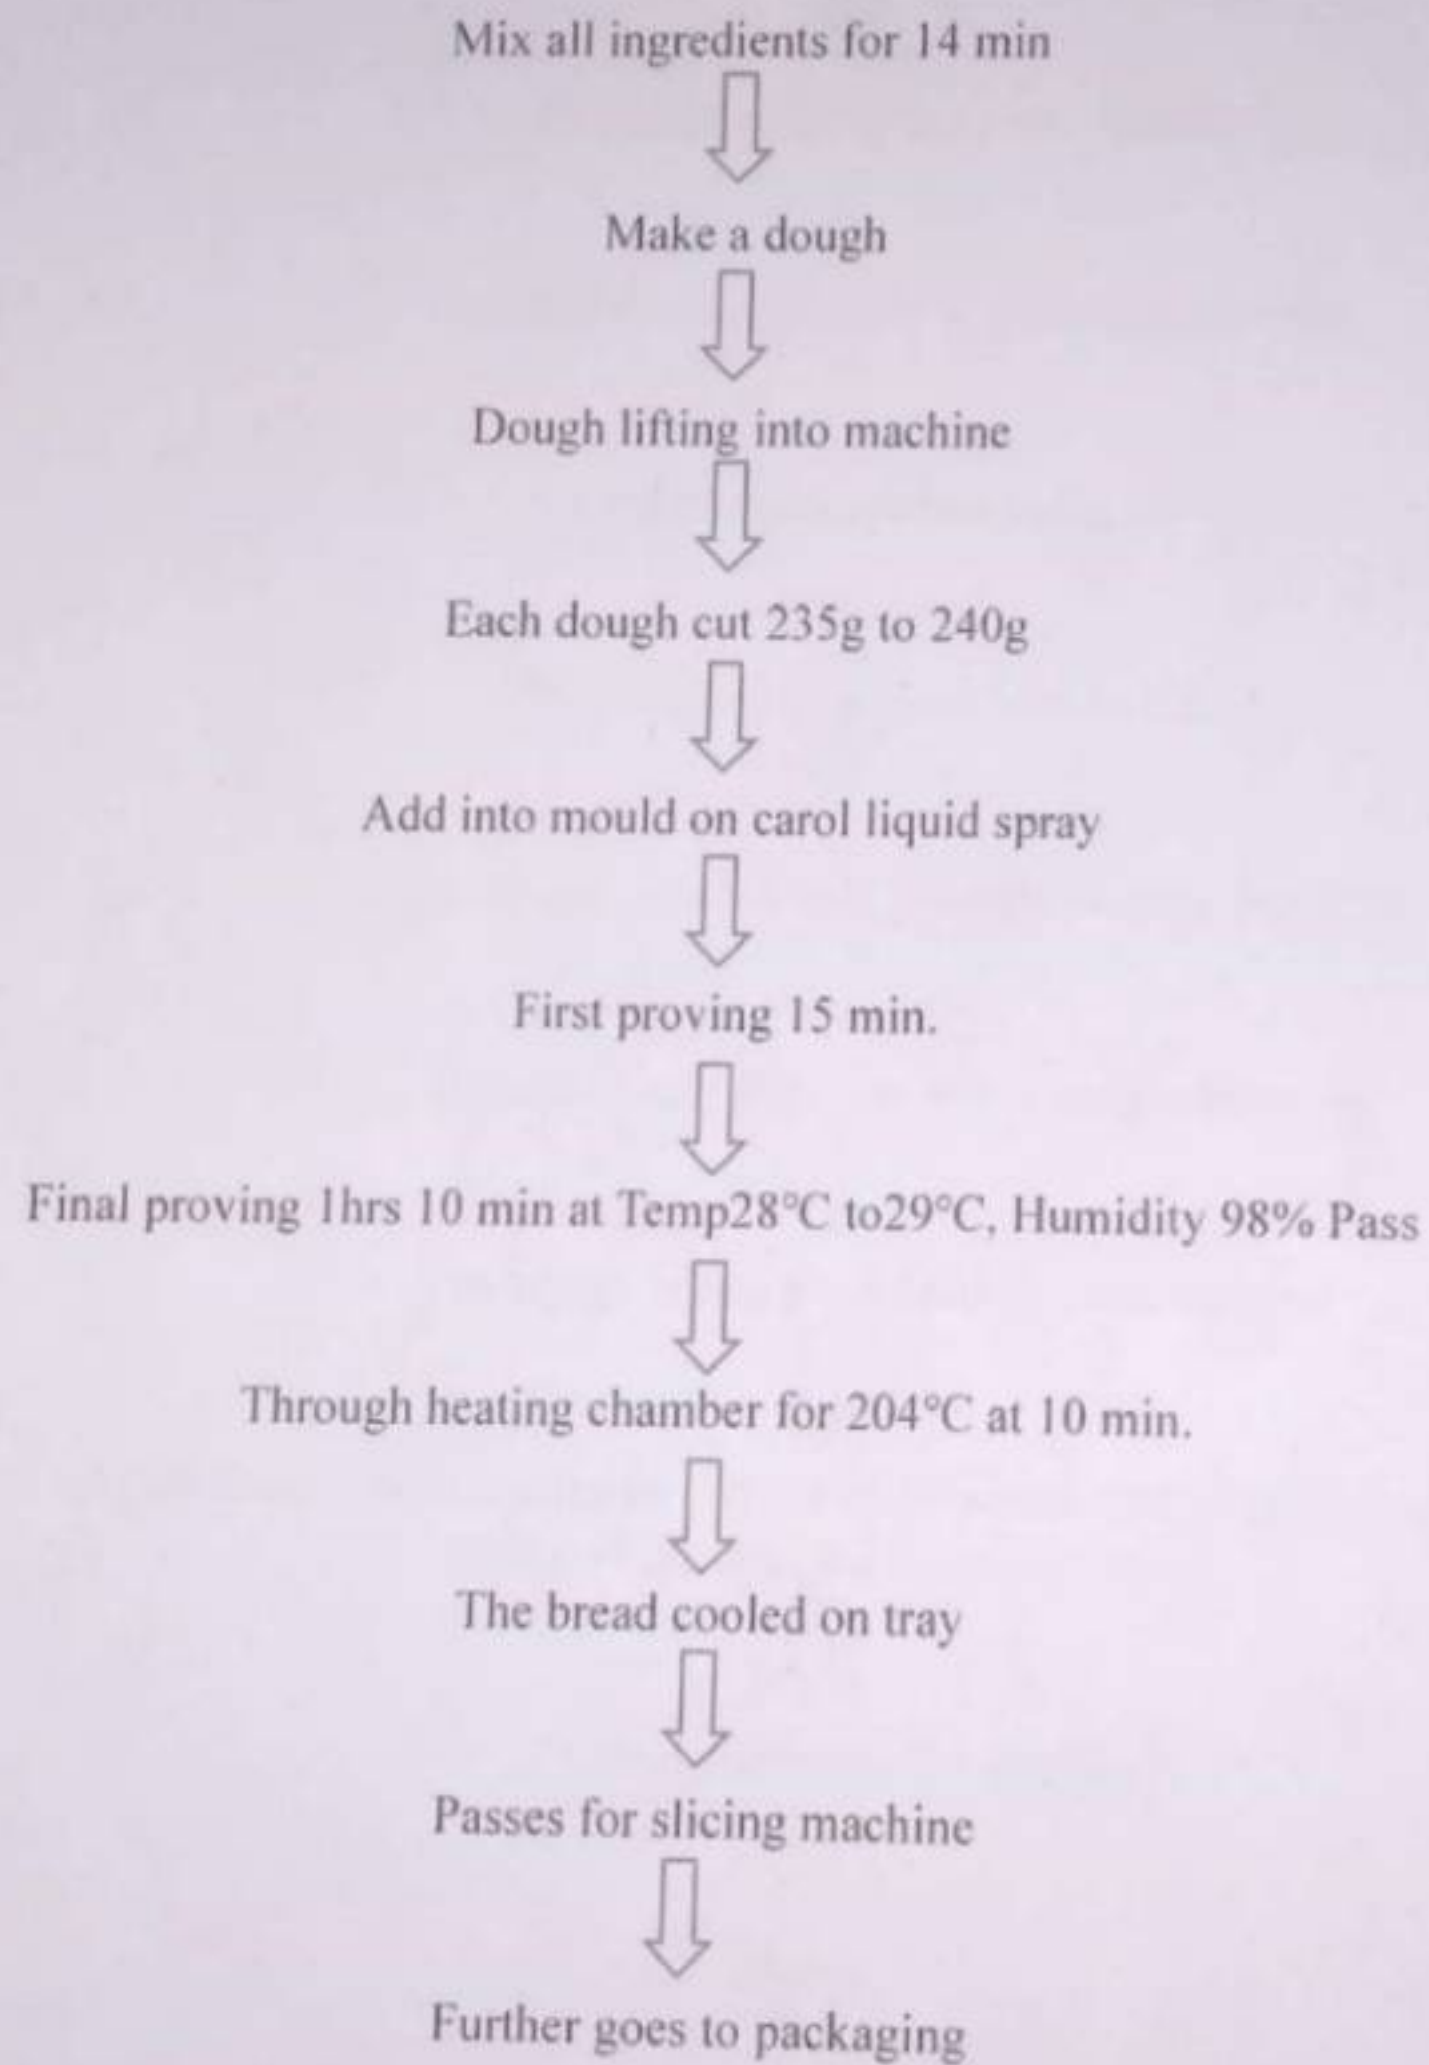 Mix all ingredients for 14 min
Make a dough
Dough lifting into machine
Each dough cut 235g to 240g
Add into mould on carol liquid spray
First proving 15 min.
Final proving 1hrs 10 min at Temp28°C to29°C, Humidity 98% Pass
Through heating chamber for 204°C at 10 min.
The bread cooled on tray
Passes for slicing machine
Further goes to packaging